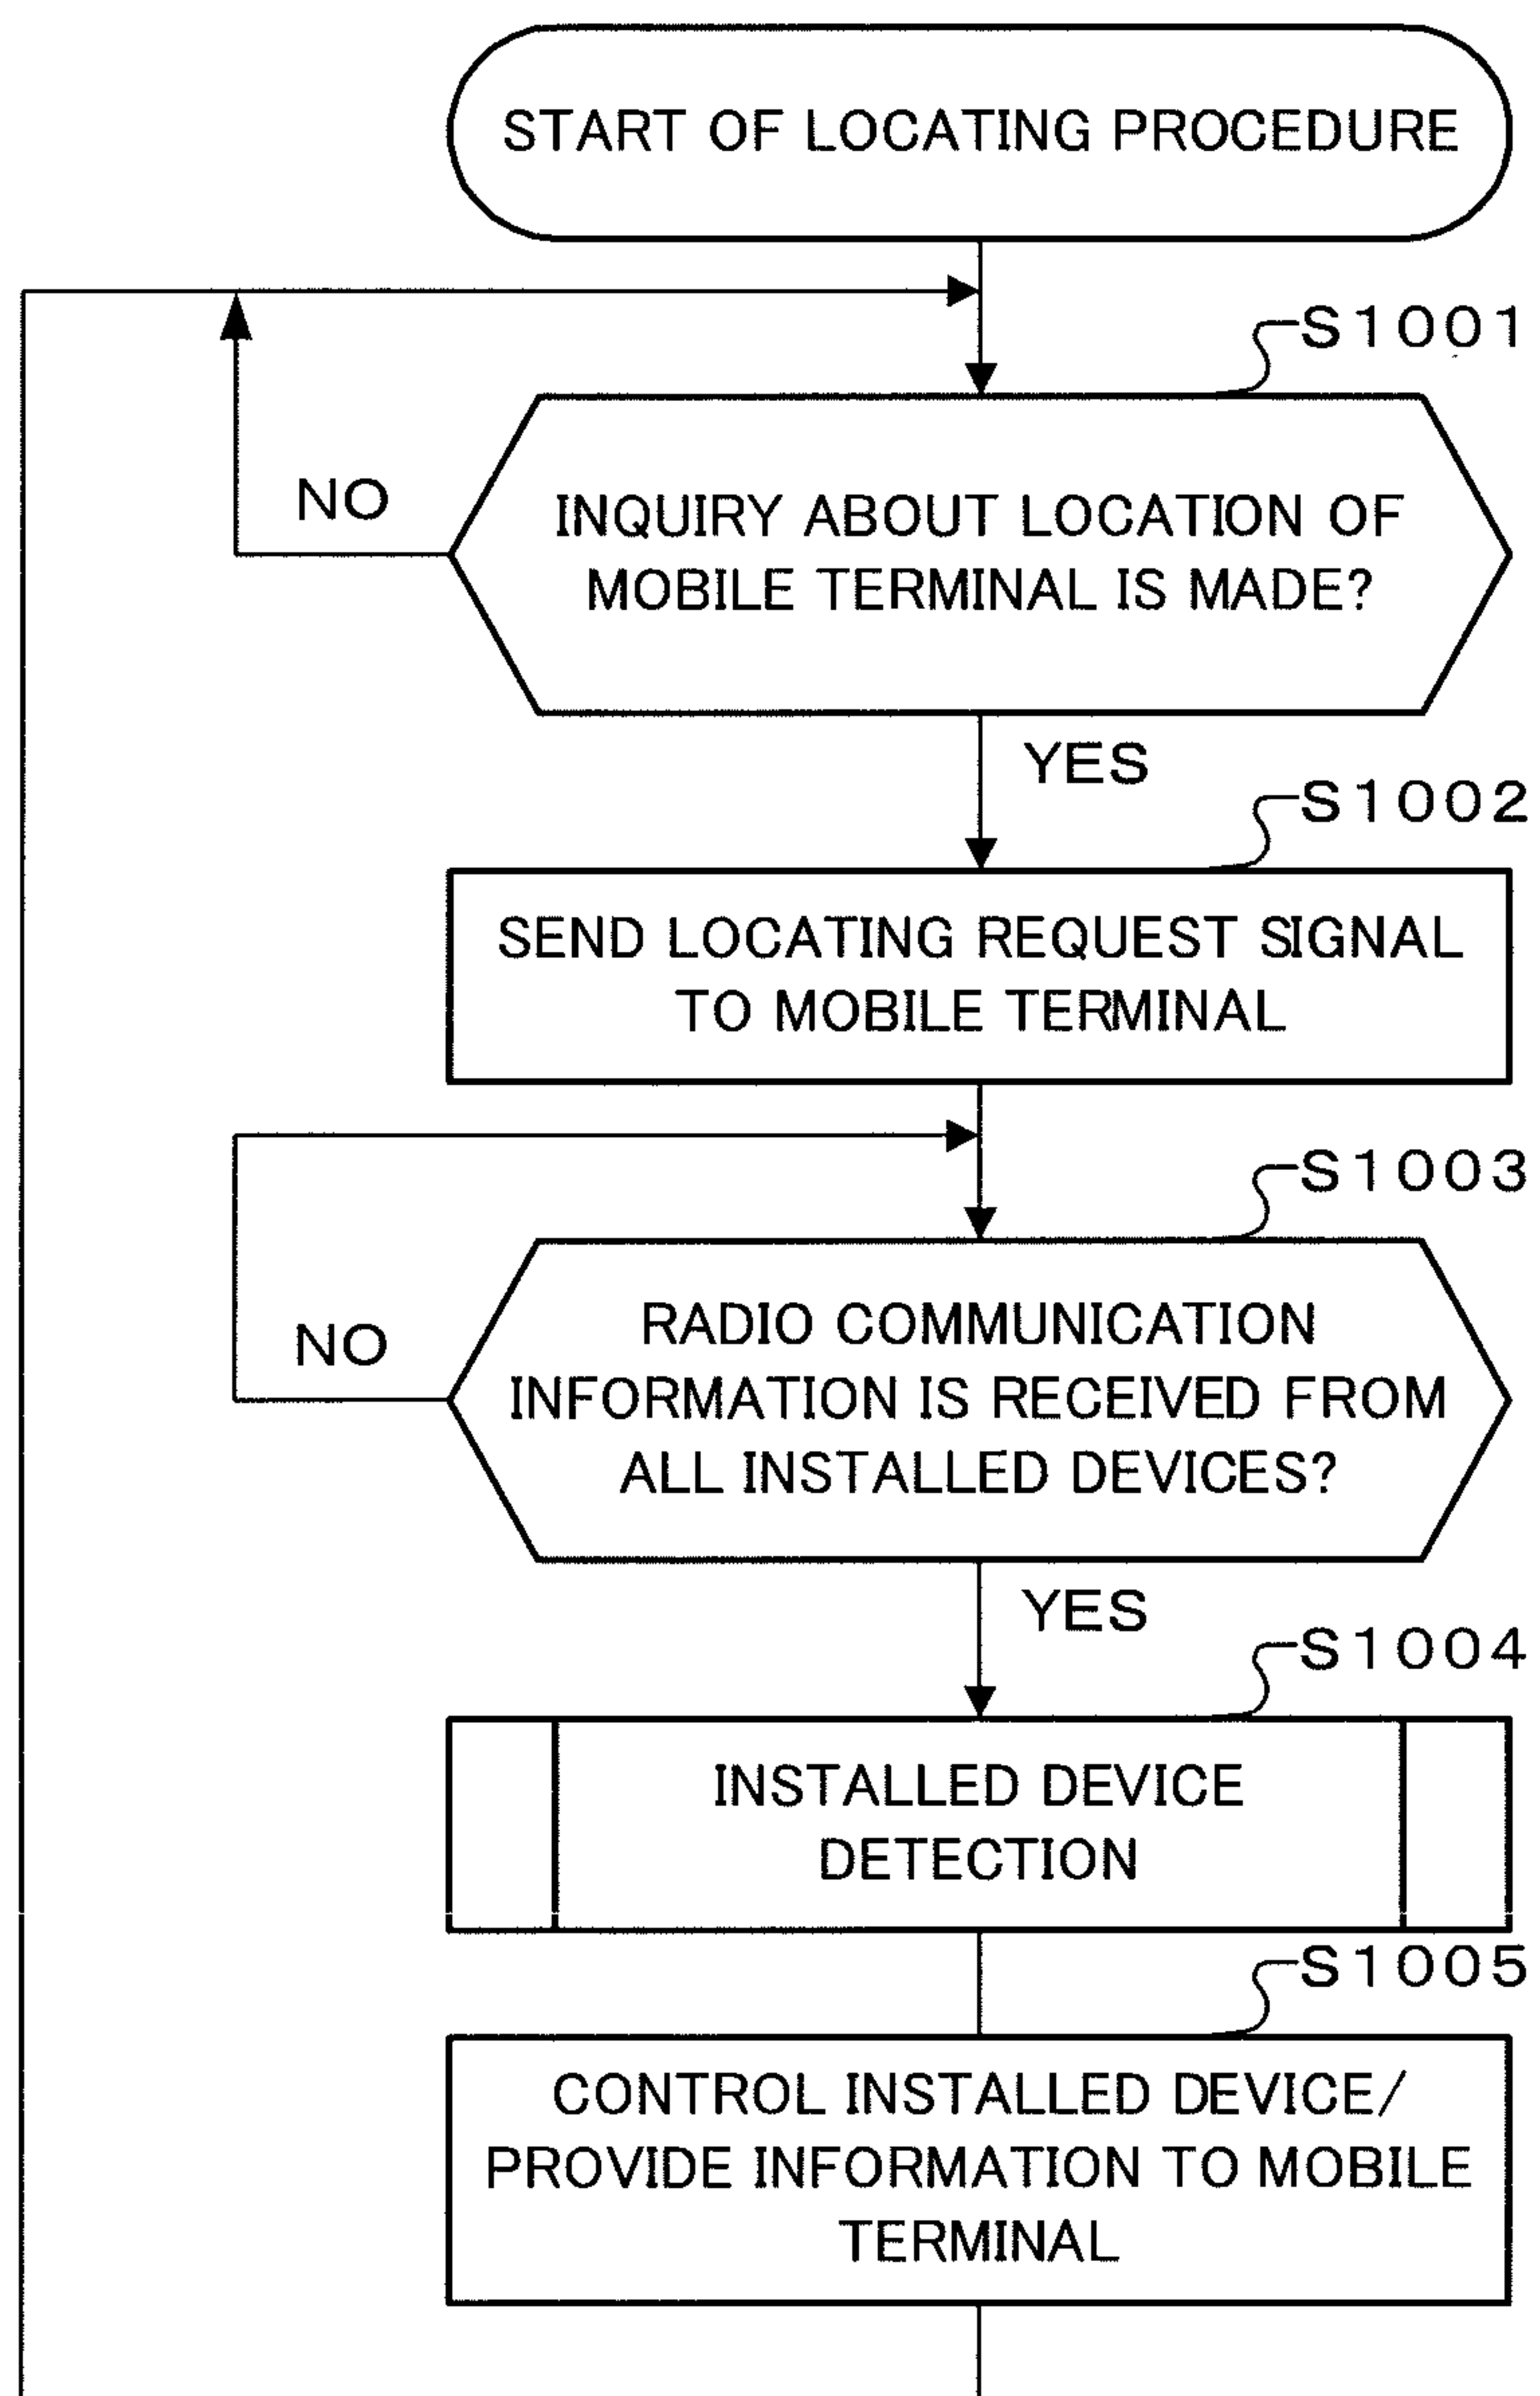 START OF LOCATING PROCEDURE
S1001
NO
INQUIRY ABOUT LOCATION OF
MOBILE TERMINAL IS MADE?
YES
S1002
SEND LOCATING REQUEST SIGNAL
TO MOBILE TERMINAL
S1003
NO
RADIO COMMUNICATION
INFORMATION IS RECEIVED FROM
ALL INSTALLED DEVICES?
YES
S1004
INSTALLED DEVICE
DETECTION
S1005
CONTROL INSTALLED DEVICE/
PROVIDE INFORMATION TO MOBILE
TERMINAL